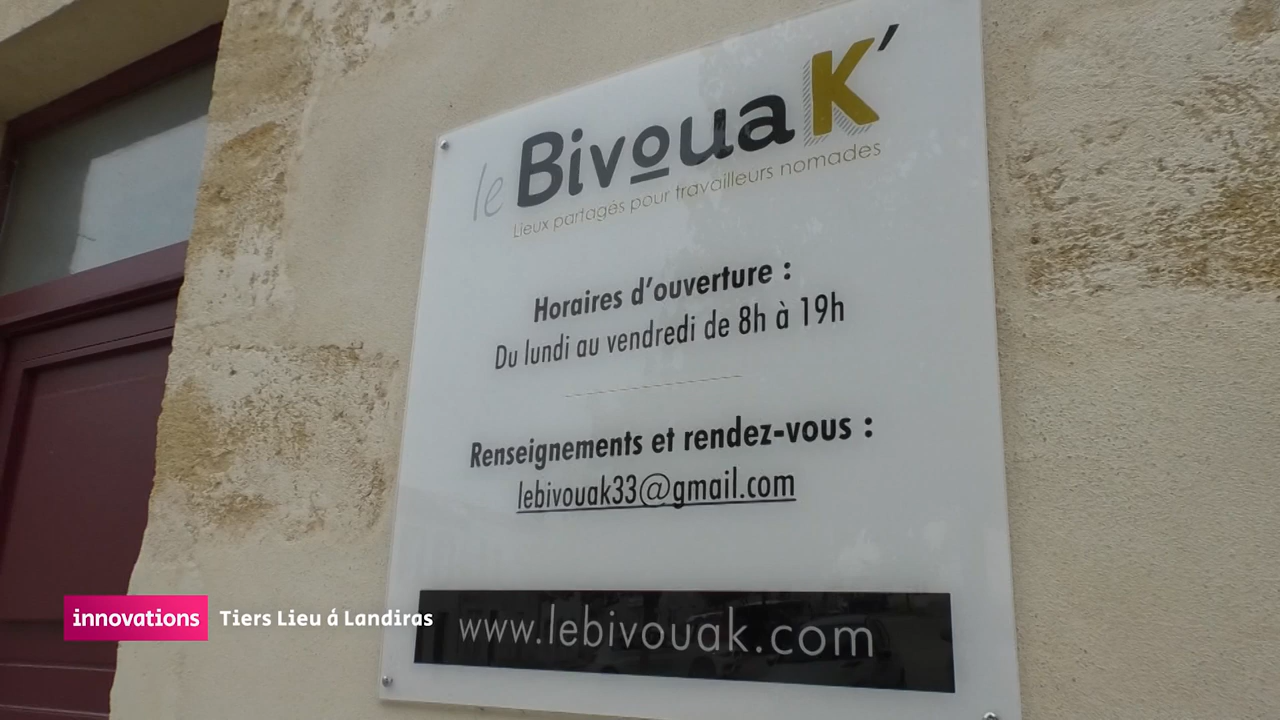 le BivouaK'
Lieux partagés pour travailleurs nomades
Horaires d'ouverture :
Du lundi au vendredi de 8h à 19h
Renseignements et rendez-vous :
lebivouak33@gmail.com
www.lebivouak.com
innovations Tiers Lieu á Landiras